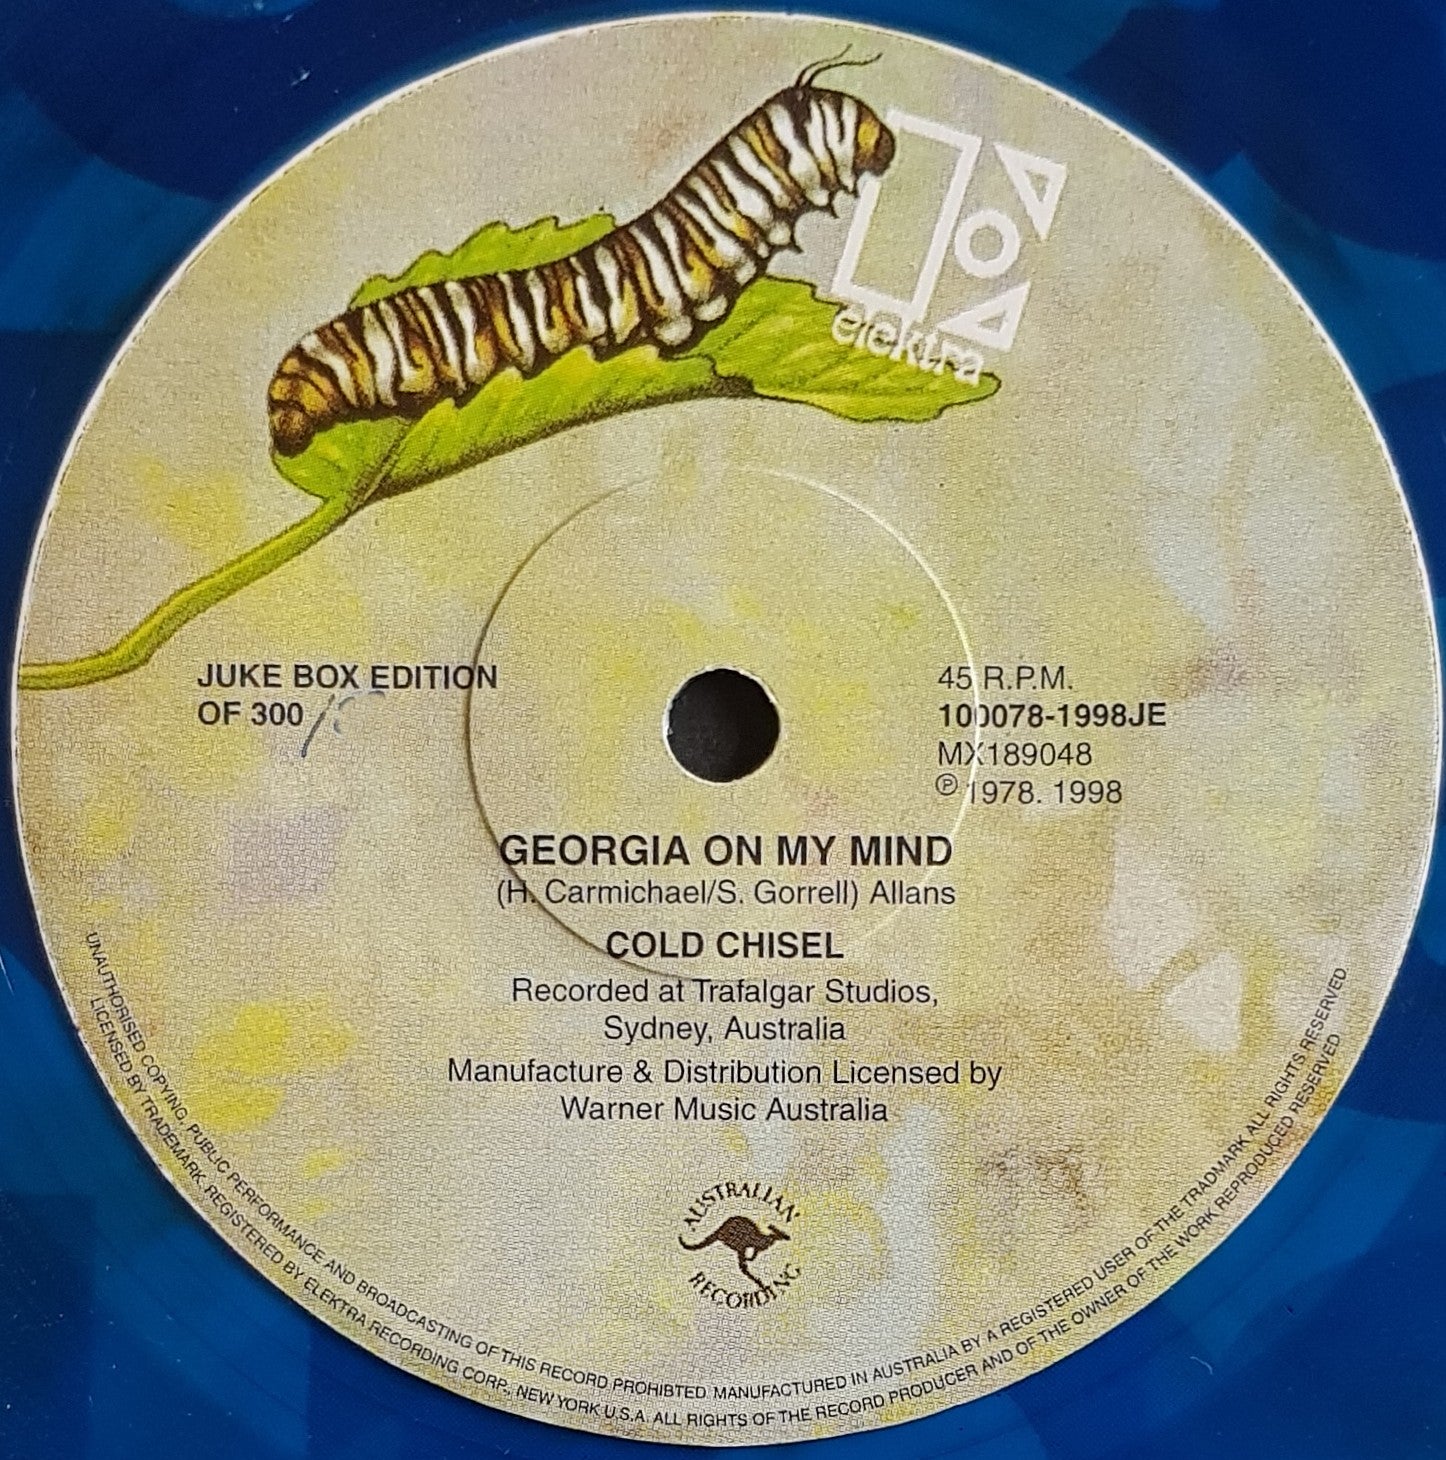 elektra
JUKE BOX EDITION
OF 300
45 R.P.M.
100078-1998JE
MX189048
℗ 1978. 1998
GEORGIA ON MY MIND
(H. Carmichael/S. Gorrell) Allans
COLD CHISEL
Recorded at Trafalgar Studios,
Sydney, Australia
Manufacture & Distribution Licensed by
Warner Music Australia
AUSTRALIAN
RECORDING
UNAUTHORISED COPYING, PUBLIC PERFORMANCE AND BROADCASTING OF THIS RECORD PROHIBTED. MANUFACTURED IN AUSTRALIA BY A REGISTERED USER OF THE TRADMARK ALL RIGHTS RESERVED
LICENSED BY TRADEMARK. REGISTERED BY ELEKTRA RECORDING CORP., NEW YORK U.S.A. ALL RIGHTS OF THE RECORD PRODUCER AND OF THE OWNER OF THE WORK REPRODUCED RESERVED